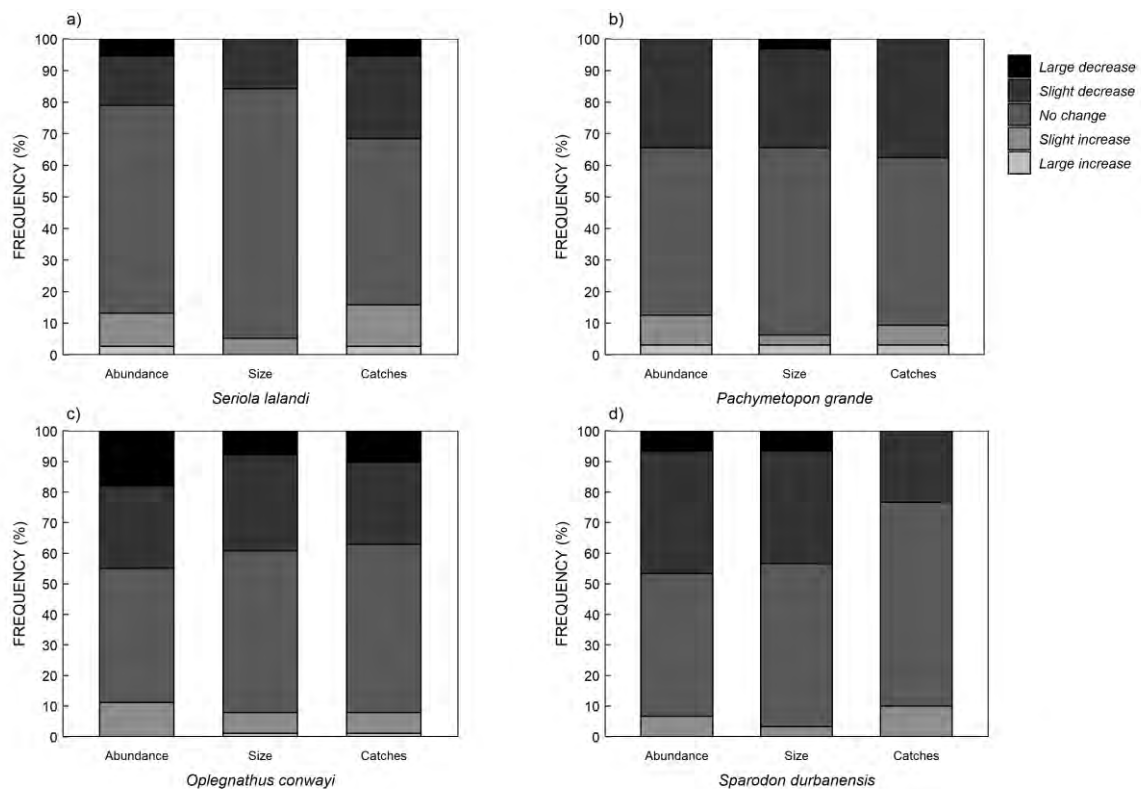 a)
FREQUENCY (%)
100
90
80
70
60
50
40
30
20
10
0
Abundance
Size
Catches
Seriola lalandi
b)
FREQUENCY (%)
100
90
80
70
60
50
40
30
20
10
0
Abundance
Size
Catches
Pachymetopon grande
Large decrease
Slight decrease
No change
Slight increase
Large increase
c)
FREQUENCY (%)
100
90
80
70
60
50
40
30
20
10
0
Abundance
Size
Catches
Oplegnathus conwayi
d)
FREQUENCY (%)
100
90
80
70
60
50
40
30
20
10
0
Abundance
Size
Catches
Sparodon durbanensis